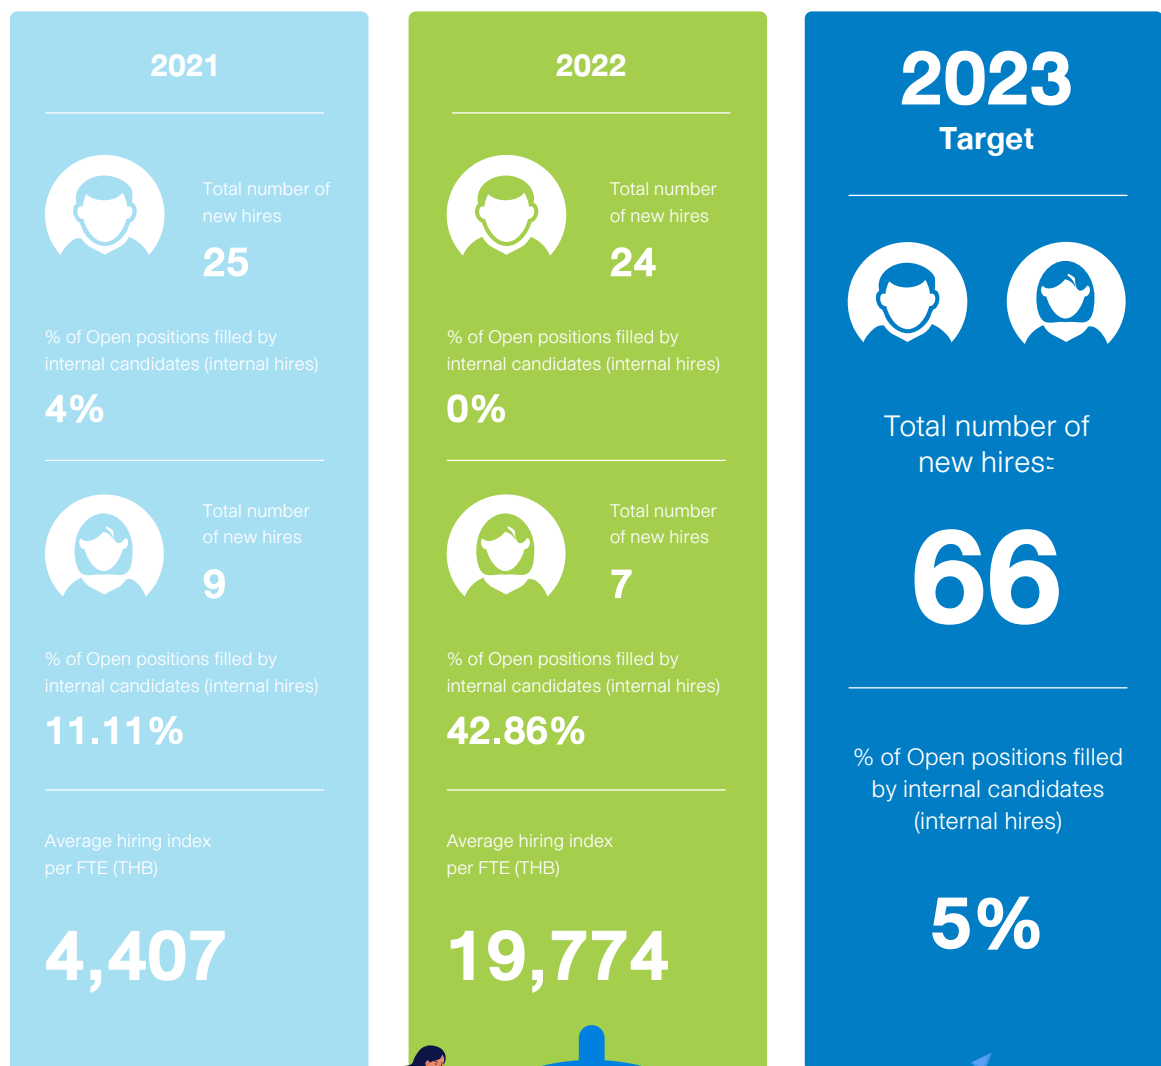 2021
Total number of
new hires
25
% of Open positions filled by
internal candidates (internal hires)
4%
Total number
of new hires
9
% of Open positions filled by
internal candidates (internal hires)
11.11%
Average hiring index
per FTE (THB)
4,407
2022
Total number
of new hires
24
% of Open positions filled by
internal candidates (internal hires)
0%
Total number
of new hires
7
% of Open positions filled by
internal candidates (internal hires)
42.86%
Average hiring index
per FTE (THB)
19,774
2023
Target
Total number of
new hires
66
% of Open positions filled
by internal candidates
(internal hires)
5%